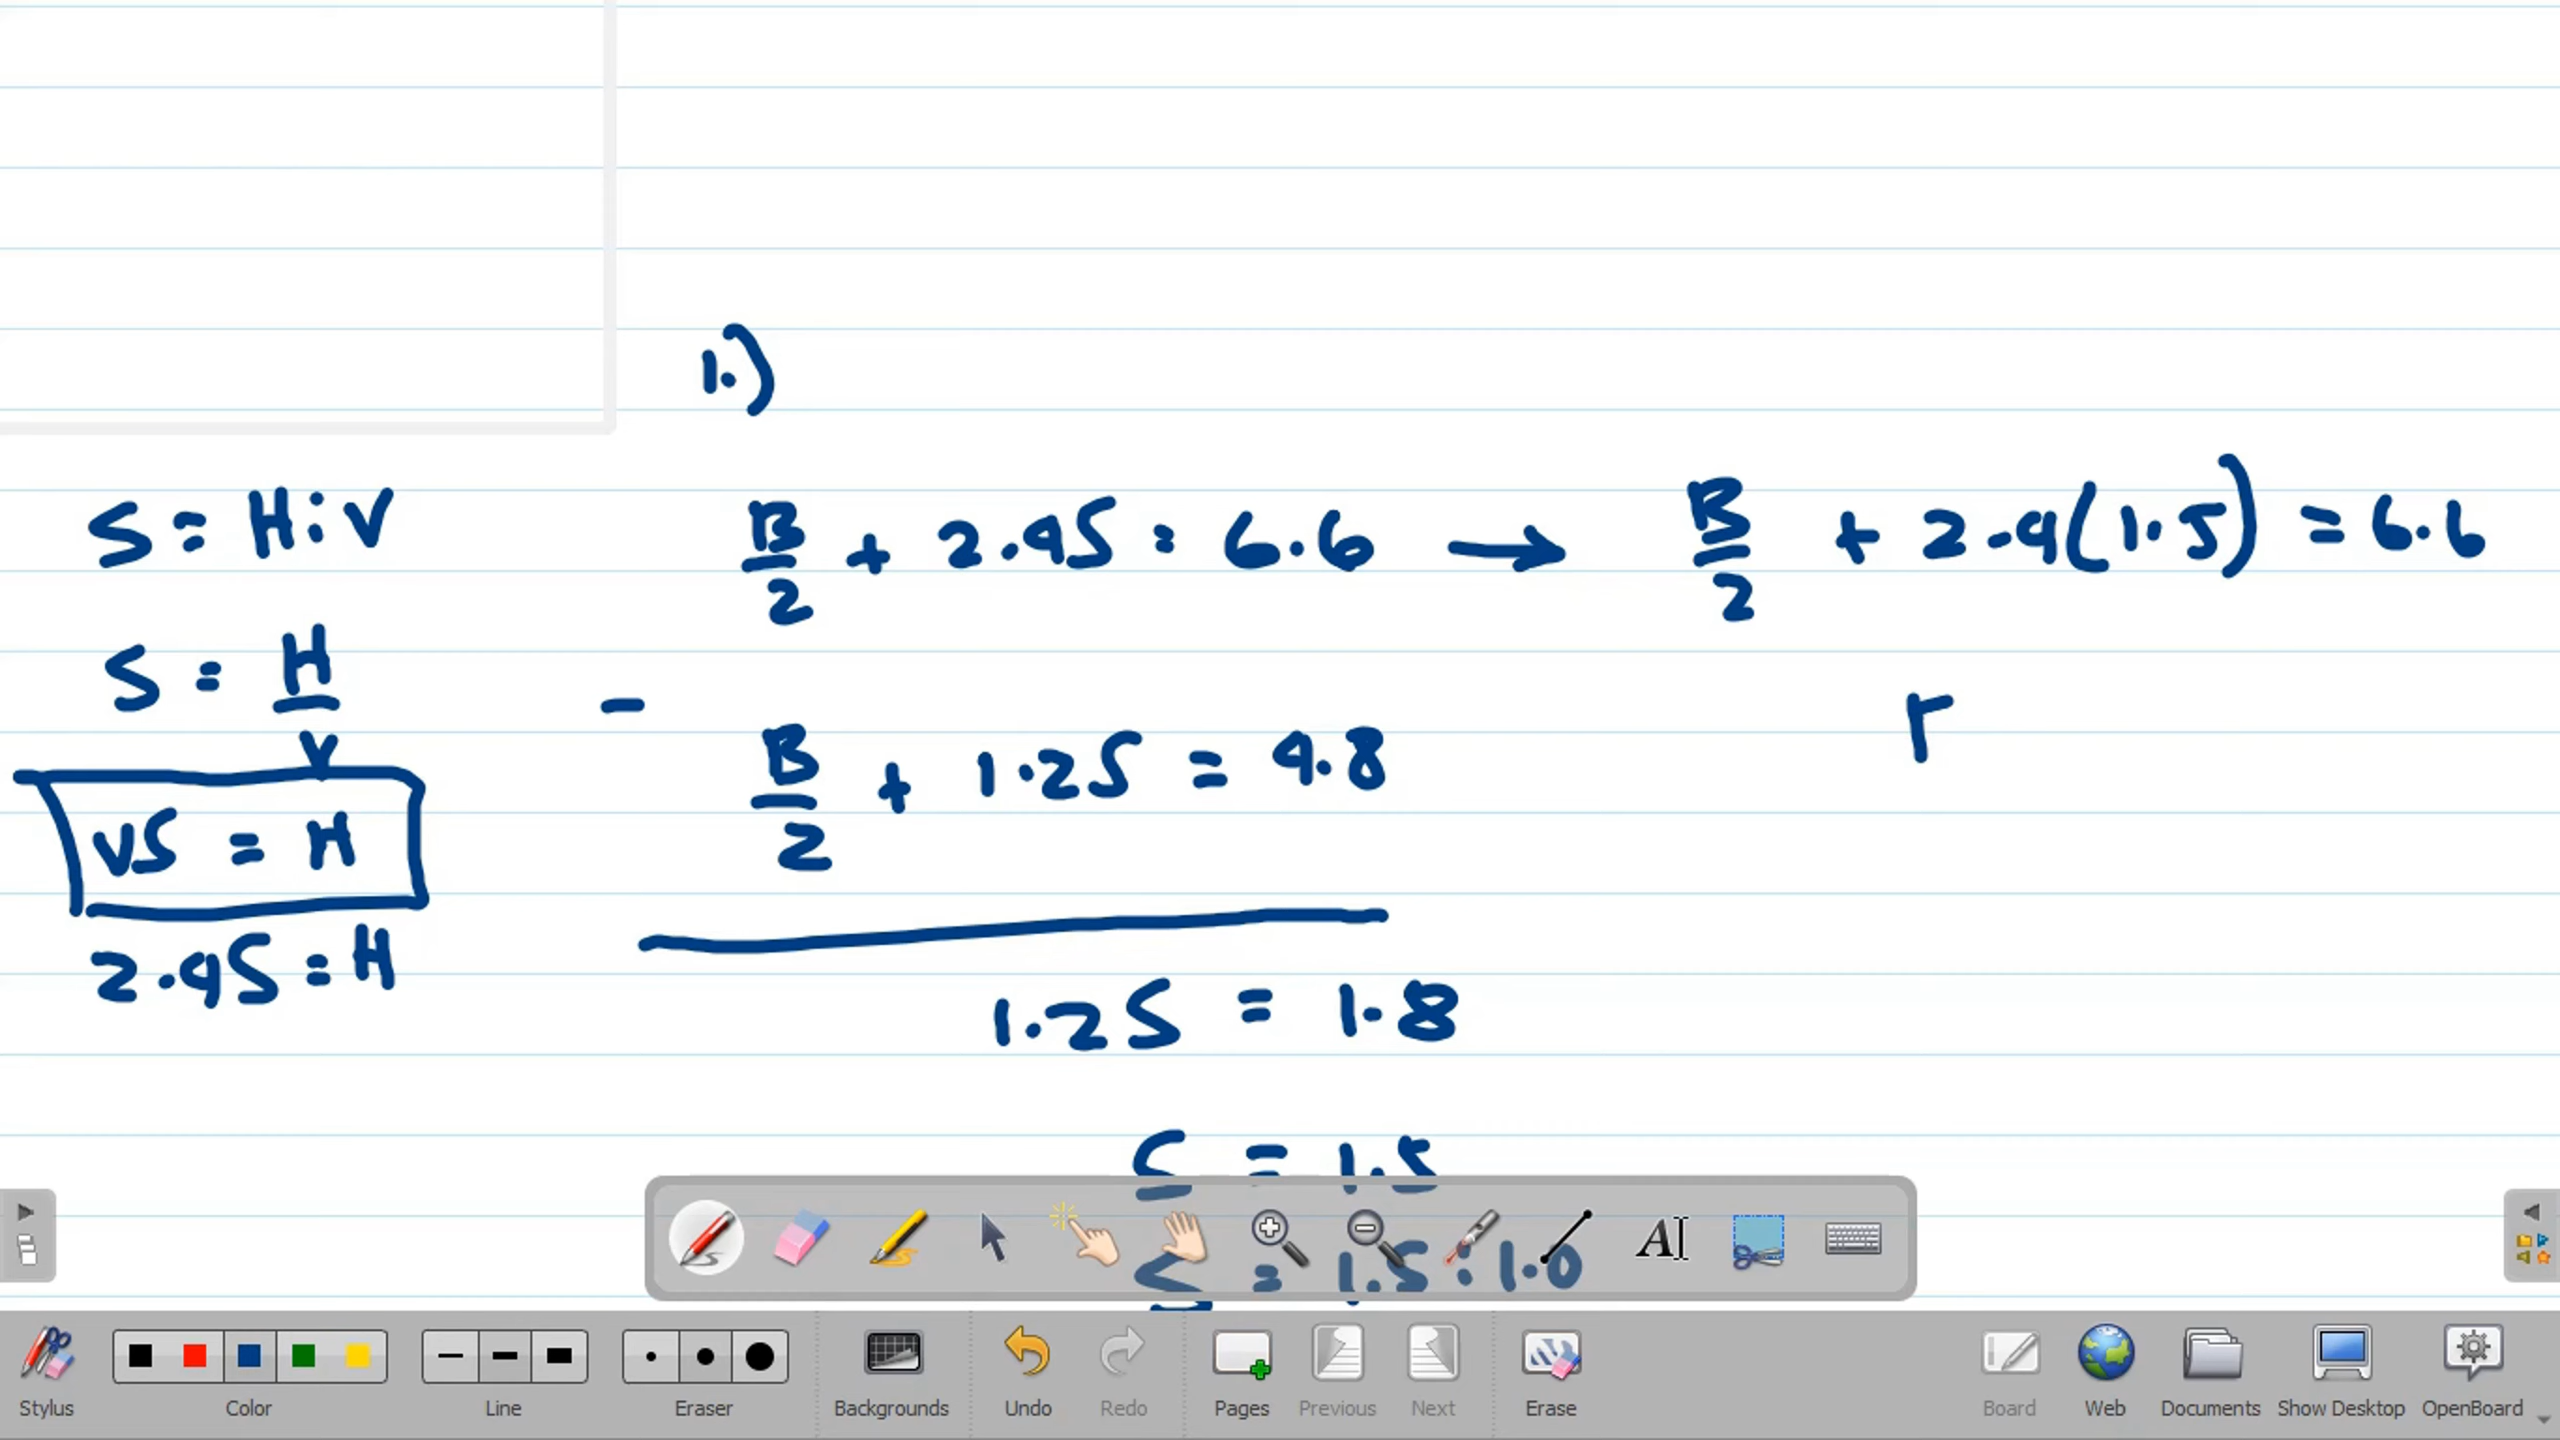 1.)
S = H:V
B/2 + 2.4S = 6.6 → B/2 + 2.4(1.5) = 6.6
S = H/V
- B/2 + 1.2S = 4.8
VS = H
2.4S = H
1.2S = 1.8
S = 1.5
S = 1.5:1.0
Stylus
Color
Line
Eraser
Backgrounds
Undo
Redo
Pages
Previous
Next
Erase
Board
Web
Documents
Show Desktop
OpenBoard